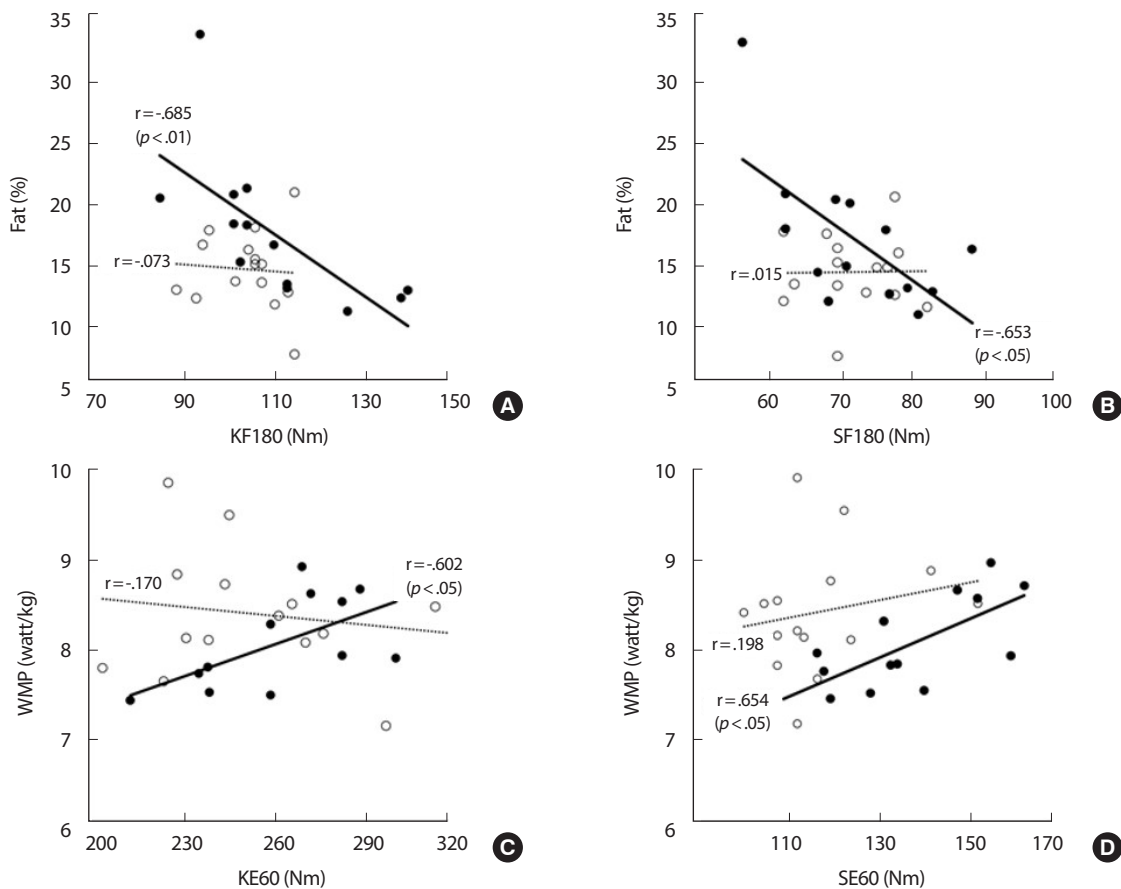 35
30
25
20
15
10
5
Fat (%)
r=-.685
(p<.01)
r=-.073
70 90 110 130 150
KF180 (Nm)
A
35
30
25
20
15
10
5
Fat (%)
r=.015
r=-.653
(p<.05)
60 70 80 90 100
SF180 (Nm)
B
10
9
8
7
6
WMP (watt/kg)
r=-.170
r=-.602
(p<.05)
200 230 260 290 320
KE60 (Nm)
C
10
9
8
7
6
WMP (watt/kg)
r=.198
r=.654
(p<.05)
110 130 150 170
SE60 (Nm)
D